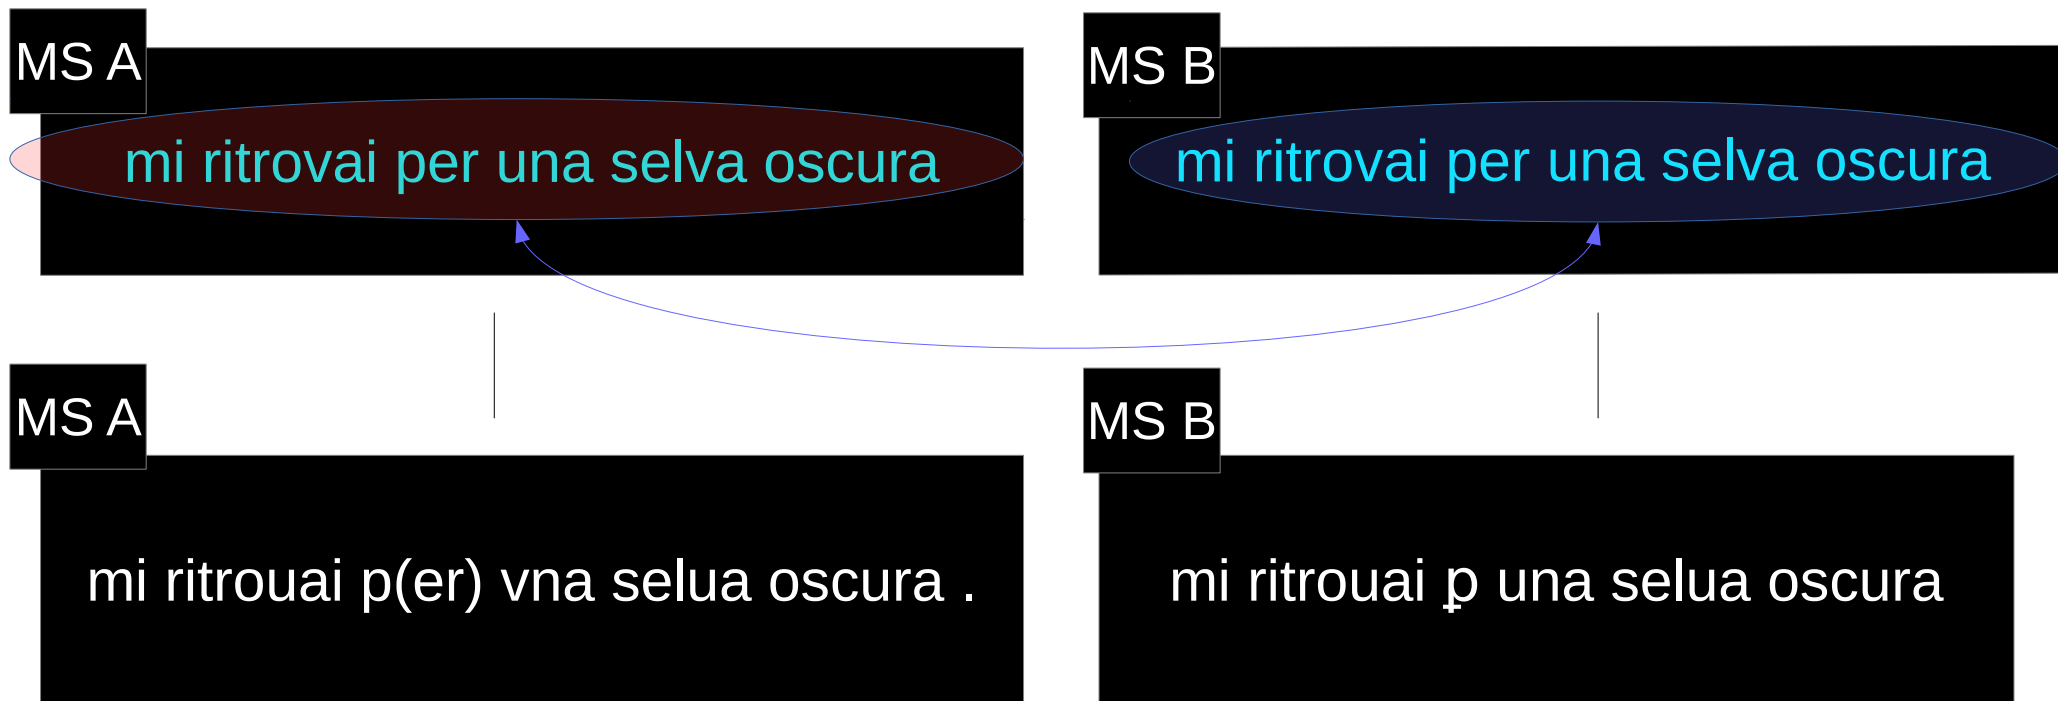 MS A
mi ritrovai per una selva oscura
MS B
mi ritrovai per una selva oscura
MS A
mi ritrouai p(er) vna selua oscura .
MS B
mi ritrouai ꝑ una selua oscura